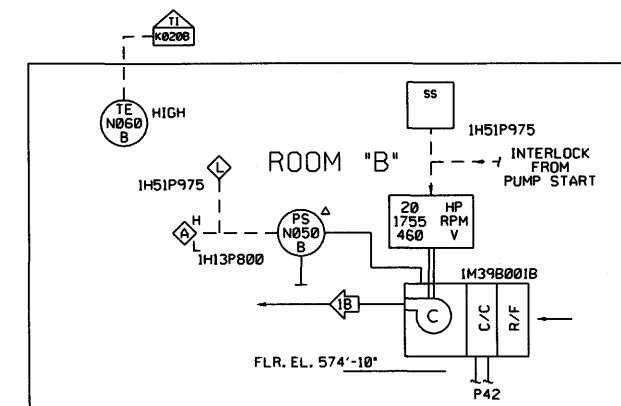 TI
K020B
TE
N060
B
HIGH
SS
1H51P975
ROOM "B"
INTERLOCK
FROM
PUMP START
L
1H51P975
20 HP
1755 RPM
460 V
PS
N050
B
H
A
L
1H13P800
1M39B001B
1B
C
C/C
R/F
FLR. EL. 574'-10"
P42